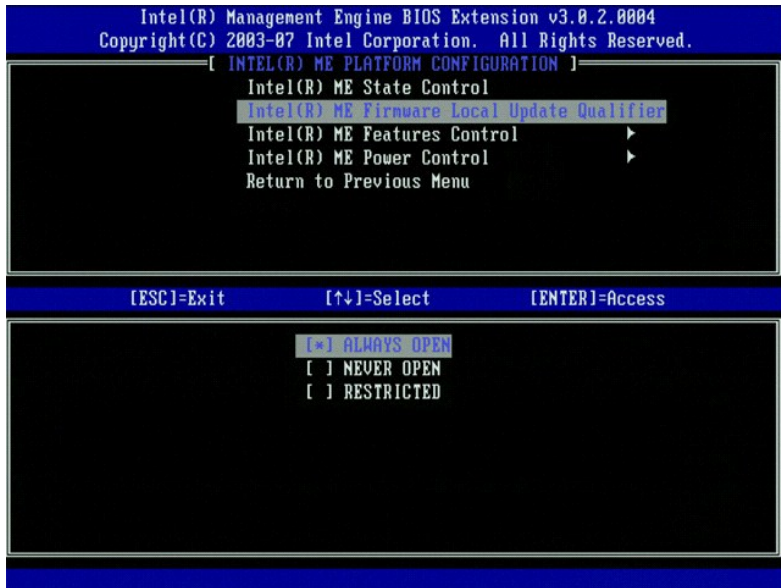 Intel(R) Management Engine BIOS Extension v3.0.2.0004
Copyright(C) 2003-07 Intel Corporation. All Rights Reserved.
[ INTEL(R) ME PLATFORM CONFIGURATION ]
Intel(R) ME State Control
Intel(R) ME Firmware Local Update Qualifier
Intel(R) ME Features Control ►
Intel(R) ME Power Control ►
Return to Previous Menu
[ESC]=Exit [↑↓]=Select [ENTER]=Access
[*] ALWAYS OPEN
[ ] NEVER OPEN
[ ] RESTRICTED